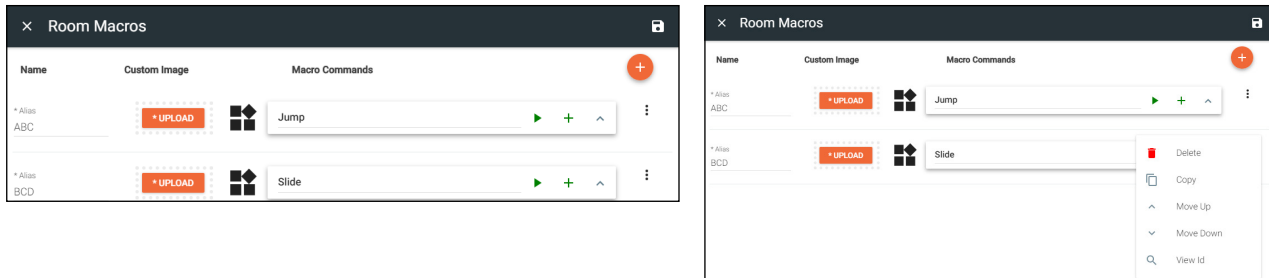 × Room Macros
Name Custom Image Macro Commands
* Alias
ABC
* UPLOAD
Jump
* Alias
BCD
* UPLOAD
Slide
× Room Macros
Name Custom Image Macro Commands
* Alias
ABC
* UPLOAD
Jump
* Alias
BCD
* UPLOAD
Slide
Delete
Copy
Move Up
Move Down
View Id